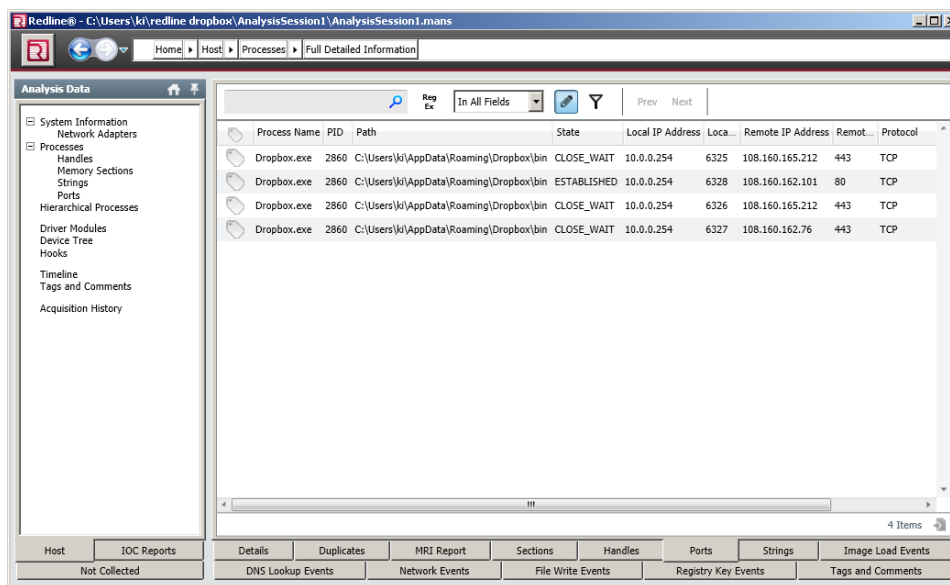 Redline® - C:\Users\ki\redline dropbox\AnalysisSession1\AnalysisSession1.mans
Home Host Processes Full Detailed Information
Analysis Data
System Information
Network Adapters
Processes
Handles
Memory Sections
Strings
Ports
Hierarchical Processes
Driver Modules
Device Tree
Hooks
Timeline
Tags and Comments
Acquisition History
Host IOC Reports
Not Collected
Reg Ex In All Fields Prev Next
Process Name PID Path State Local IP Address Loca... Remote IP Address Remot... Protocol
Dropbox.exe 2860 C:\Users\ki\AppData\Roaming\Dropbox\bin CLOSE_WAIT 10.0.0.254 6325 108.160.165.212 443 TCP
Dropbox.exe 2860 C:\Users\ki\AppData\Roaming\Dropbox\bin ESTABLISHED 10.0.0.254 6328 108.160.162.101 80 TCP
Dropbox.exe 2860 C:\Users\ki\AppData\Roaming\Dropbox\bin CLOSE_WAIT 10.0.0.254 6326 108.160.165.212 443 TCP
Dropbox.exe 2860 C:\Users\ki\AppData\Roaming\Dropbox\bin CLOSE_WAIT 10.0.0.254 6327 108.160.162.76 443 TCP
4 Items
Details Duplicates MRI Report Sections Handles Ports Strings Image Load Events
DNS Lookup Events Network Events File Write Events Registry Key Events Tags and Comments